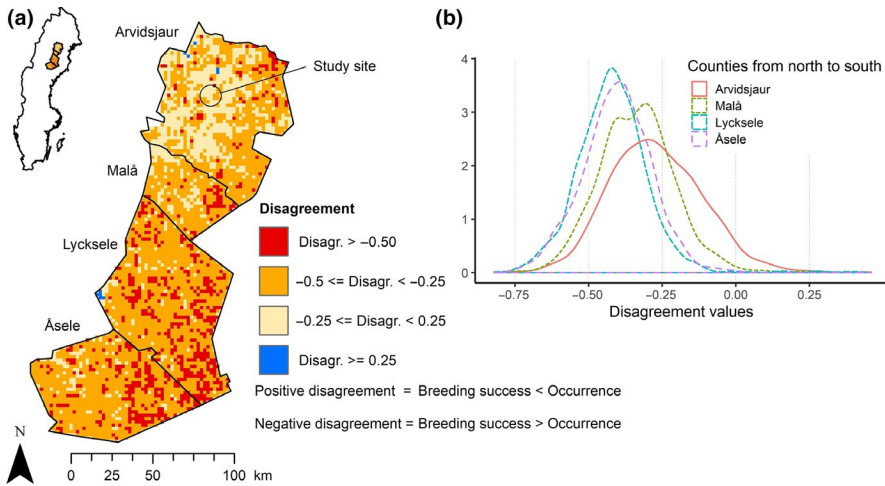 (a)
Arvidsjaur
Study site
Malå
Lycksele
Åsele
Disagreement
Disagr. > −0.50
−0.5 <= Disagr. < −0.25
−0.25 <= Disagr. < 0.25
Disagr. >= 0.25
Positive disagreement = Breeding success < Occurrence
Negative disagreement = Breeding success > Occurrence
N
0 25 50 100 km
(b)
Counties from north to south
Arvidsjaur
Malå
Lycksele
Åsele
4
3
2
1
0
−0.75 −0.50 −0.25 0.00 0.25
Disagreement values